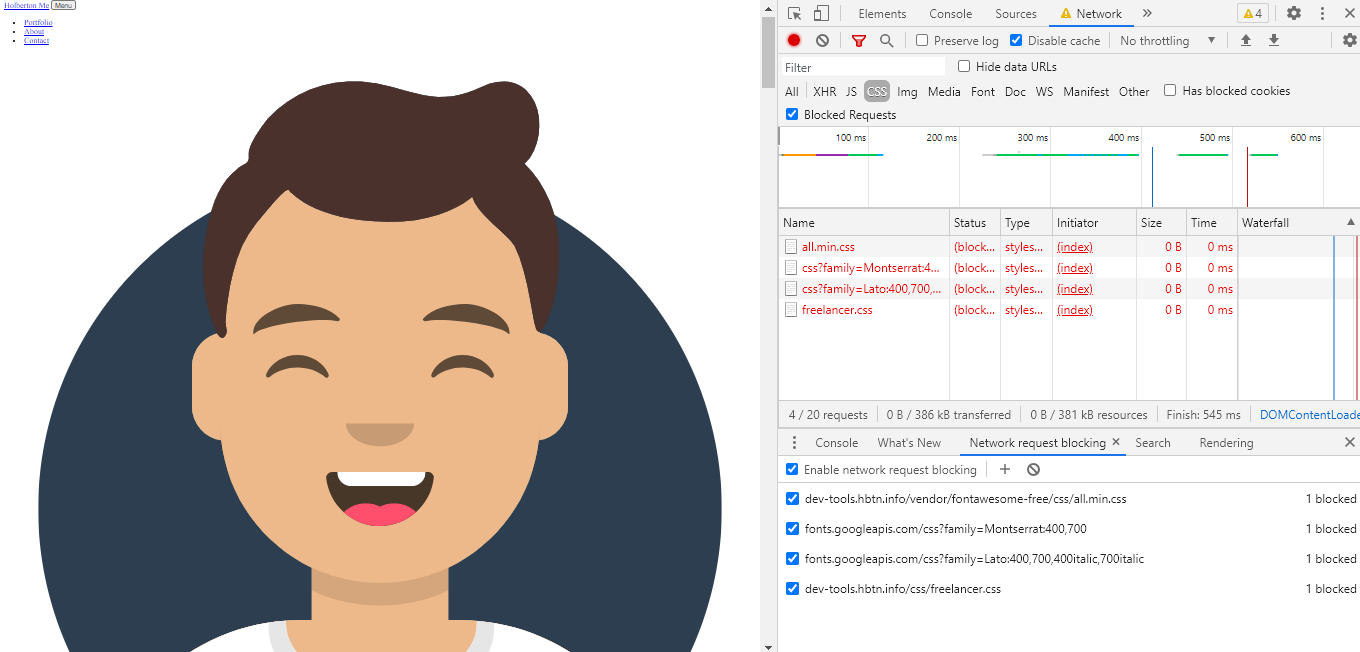 Holberton Me Menu
Portfolio
About
Contact
Elements Console Sources Network 4
Preserve log Disable cache No throttling
Filter Hide data URLs
All XHR JS CSS Img Media Font Doc WS Manifest Other Has blocked cookies
Blocked Requests
100 ms 200 ms 300 ms 400 ms 500 ms 600 ms
Name Status Type Initiator Size Time Waterfall
all.min.css (block... styles... (index) 0 B 0 ms
css?family=Montserrat:4... (block... styles... (index) 0 B 0 ms
css?family=Lato:400,700,... (block... styles... (index) 0 B 0 ms
freelancer.css (block... styles... (index) 0 B 0 ms
4 / 20 requests 0 B / 386 kB transferred 0 B / 381 kB resources Finish: 545 ms DOMContentLoade
Console What's New Network request blocking Search Rendering
Enable network request blocking
dev-tools.hbtn.info/vendor/fontawesome-free/css/all.min.css 1 blocked
fonts.googleapis.com/css?family=Montserrat:400,700 1 blocked
fonts.googleapis.com/css?family=Lato:400,700,400italic,700italic 1 blocked
dev-tools.hbtn.info/css/freelancer.css 1 blocked